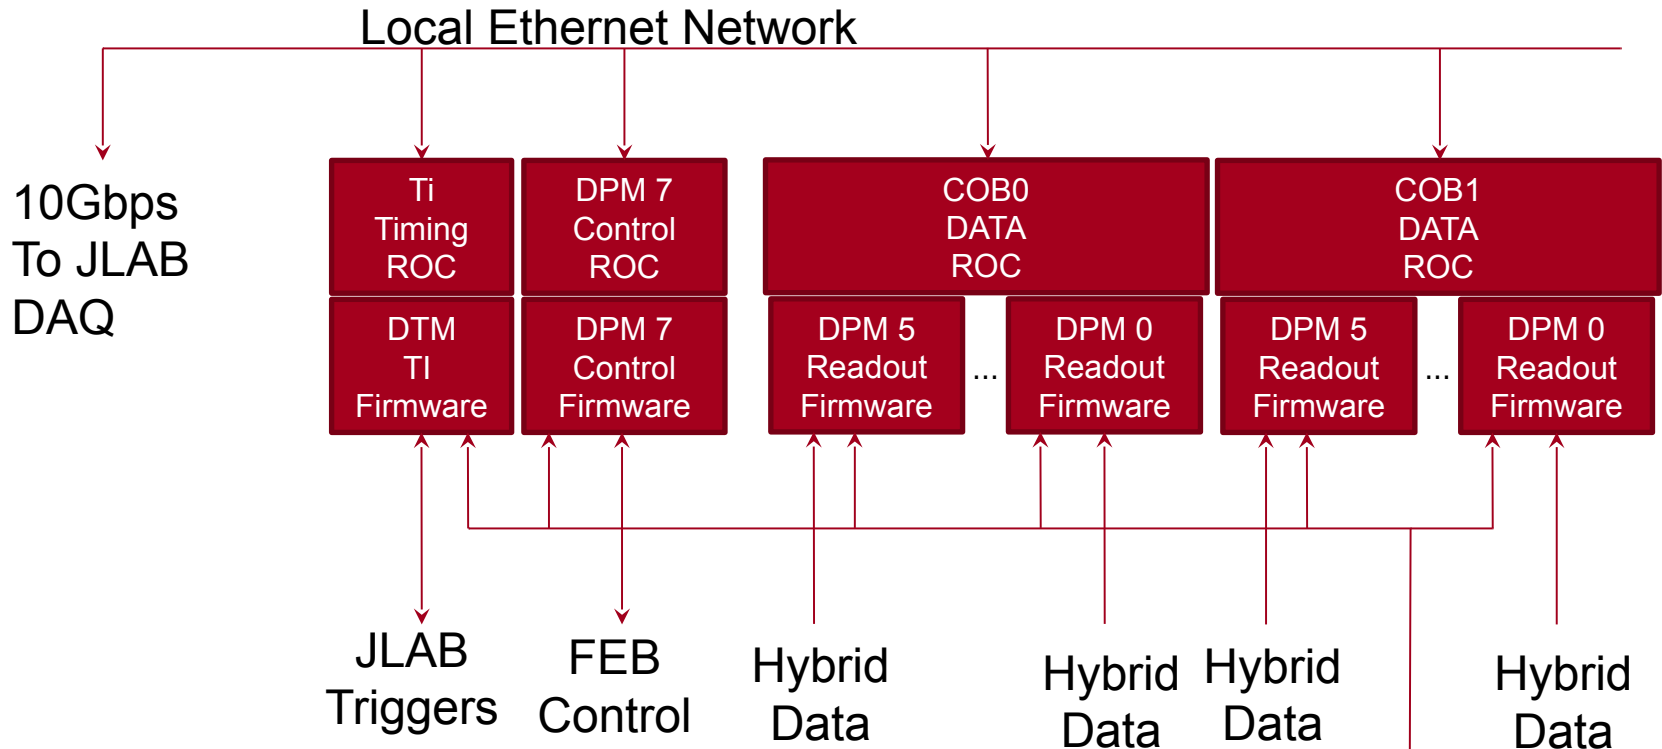 Local Ethernet Network
10Gbps
To JLAB
DAQ
Ti
Timing
ROC
DPM 7
Control
ROC
COB0
DATA
ROC
COB1
DATA
ROC
DTM
TI
Firmware
DPM 7
Control
Firmware
DPM 5
Readout
Firmware
...
DPM 0
Readout
Firmware
DPM 5
Readout
Firmware
...
DPM 0
Readout
Firmware
JLAB
Triggers
FEB
Control
Hybrid
Data
Hybrid
Data
Hybrid
Data
Hybrid
Data